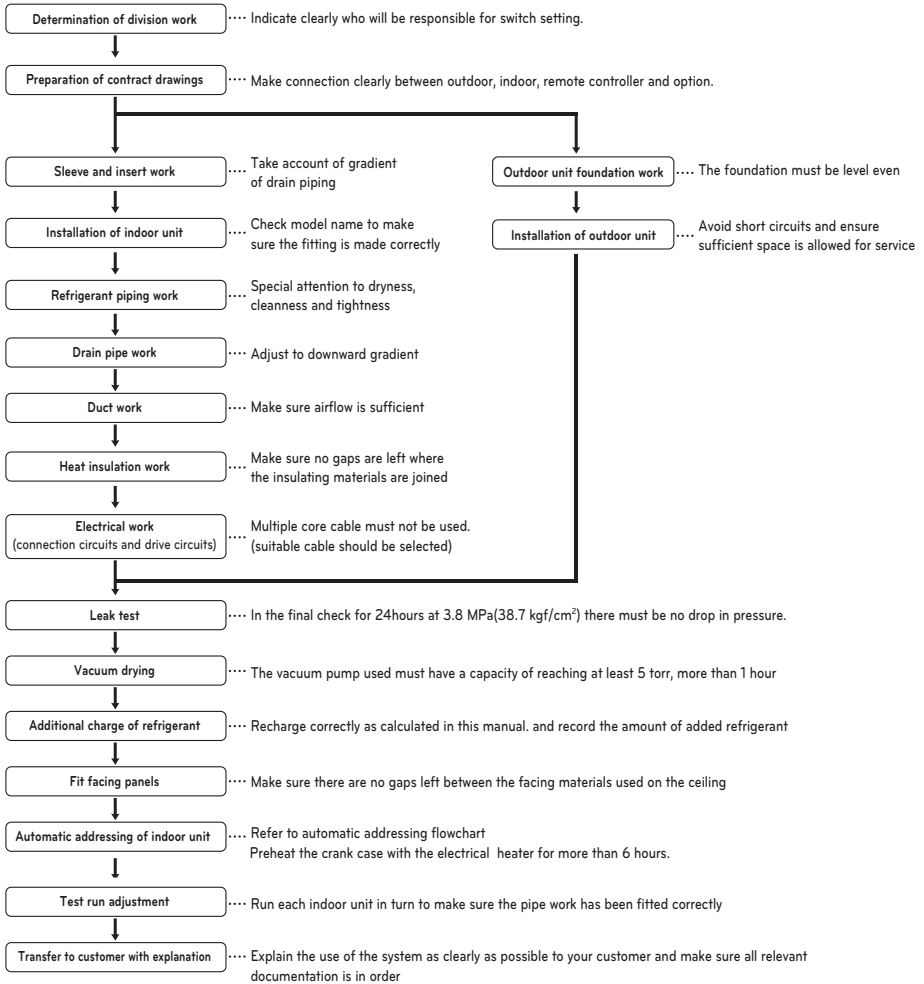 Determination of division work
···· Indicate clearly who will be responsible for switch setting.
Preparation of contract drawings
···· Make connection clearly between outdoor, indoor, remote controller and option.
Sleeve and insert work
···· Take account of gradient
of drain piping
Outdoor unit foundation work
···· The foundation must be level even
Installation of indoor unit
···· Check model name to make
sure the fitting is made correctly
Installation of outdoor unit
···· Avoid short circuits and ensure
sufficient space is allowed for service
Refrigerant piping work
···· Special attention to dryness,
cleanness and tightness
Drain pipe work
···· Adjust to downward gradient
Duct work
···· Make sure airflow is sufficient
Heat insulation work
···· Make sure no gaps are left where
the insulating materials are joined
Electrical work
(connection circuits and drive circuits)
···· Multiple core cable must not be used.
(suitable cable should be selected)
Leak test
···· In the final check for 24hours at 3.8 MPa(38.7 kgf/cm²) there must be no drop in pressure.
Vacuum drying
···· The vacuum pump used must have a capacity of reaching at least 5 torr, more than 1 hour
Additional charge of refrigerant
···· Recharge correctly as calculated in this manual. and record the amount of added refrigerant
Fit facing panels
···· Make sure there are no gaps left between the facing materials used on the ceiling
Automatic addressing of indoor unit
···· Refer to automatic addressing flowchart
Preheat the crank case with the electrical heater for more than 6 hours.
Test run adjustment
···· Run each indoor unit in turn to make sure the pipe work has been fitted correctly
Transfer to customer with explanation
···· Explain the use of the system as clearly as possible to your customer and make sure all relevant
documentation is in order